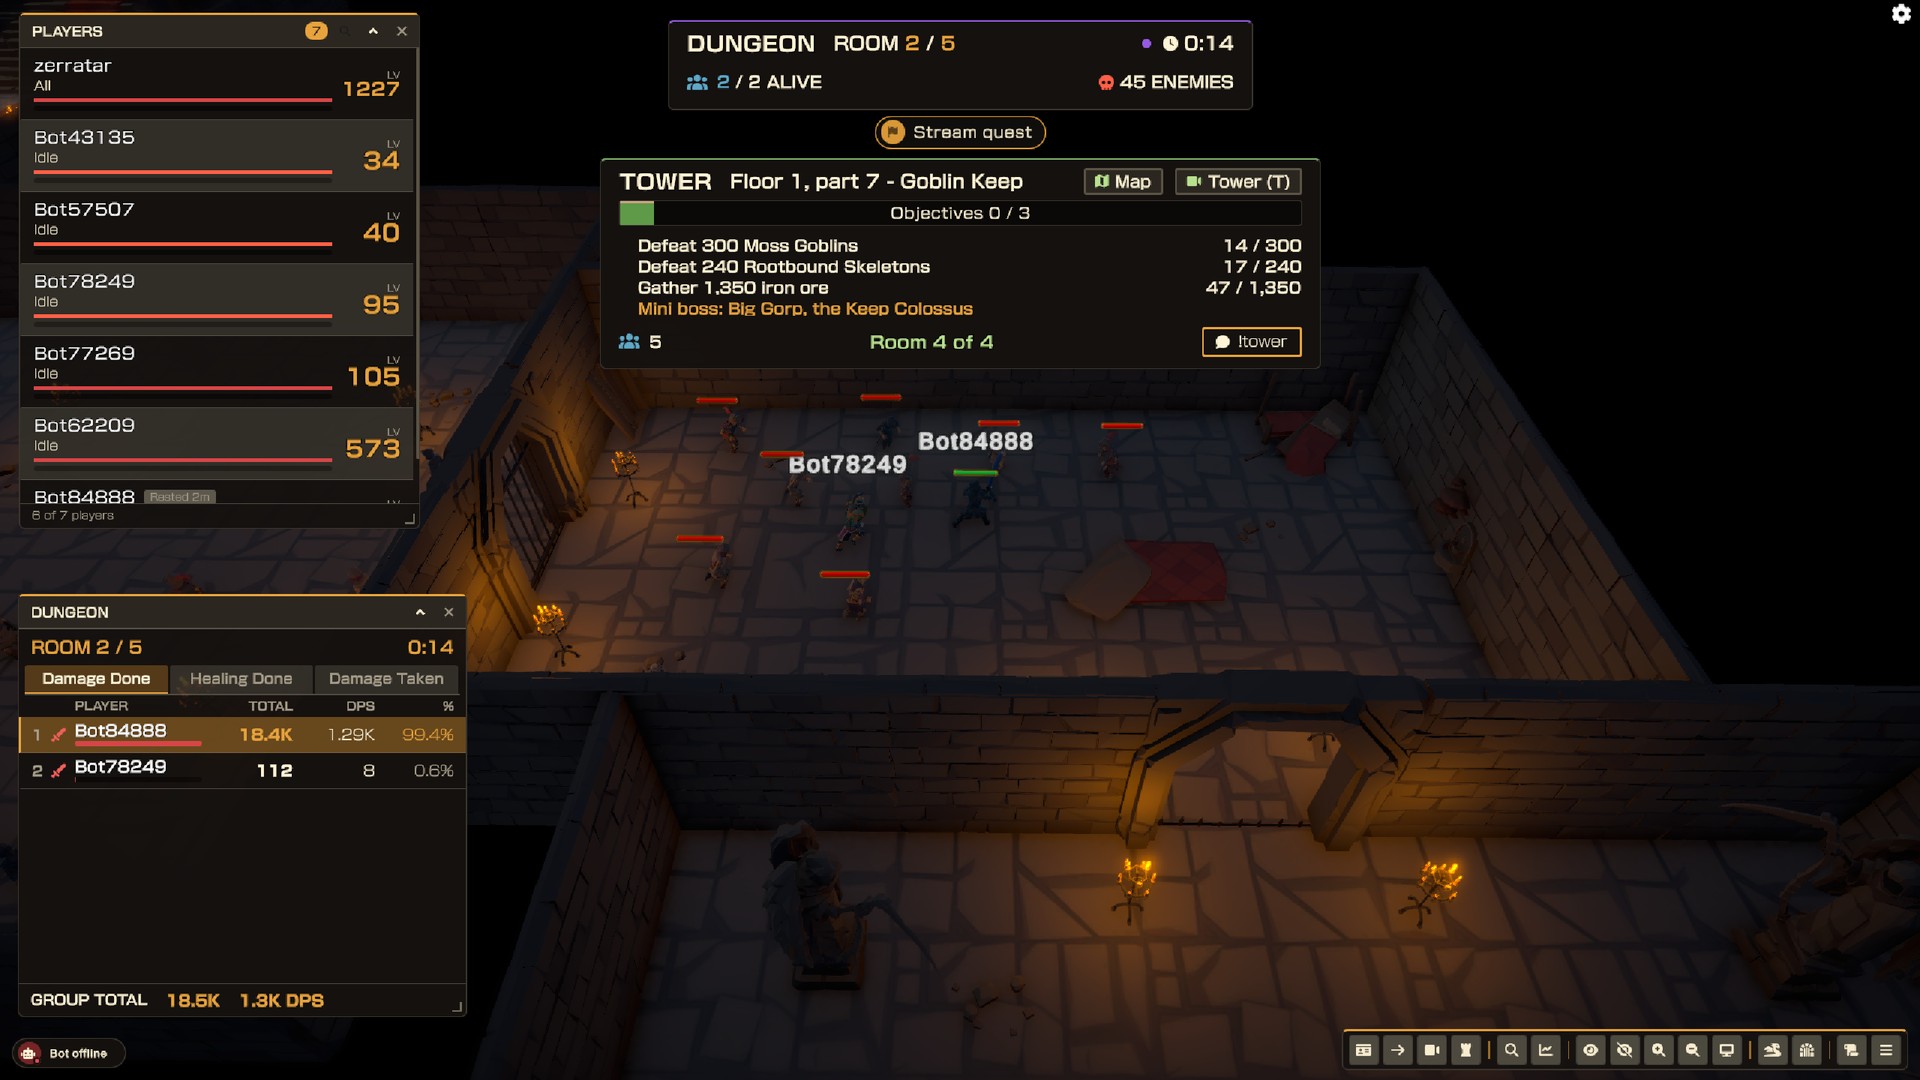 PLAYERS
7
zerratar
All
LV
1227
Bot43135
Idle
LV
34
Bot57507
Idle
LV
40
Bot78249
Idle
LV
95
Bot77269
Idle
LV
105
Bot62209
Idle
LV
573
Bot84888 Rested 2m
6 of 7 players
DUNGEON ROOM 2 / 5 0:14
2 / 2 ALIVE 45 ENEMIES
Stream quest
TOWER Floor 1, part 7 - Goblin Keep Map Tower (T)
Objectives 0 / 3
Defeat 300 Moss Goblins 14 / 300
Defeat 240 Rootbound Skeletons 17 / 240
Gather 1,350 iron ore 47 / 1,350
Mini boss: Big Gorp, the Keep Colossus
5 Room 4 of 4 !tower
Bot84888
Bot78249
DUNGEON
ROOM 2 / 5 0:14
Damage Done Healing Done Damage Taken
PLAYER TOTAL DPS %
1 Bot84888 18.4K 1.29K 99.4%
2 Bot78249 112 8 0.6%
GROUP TOTAL 18.5K 1.3K DPS
Bot offline